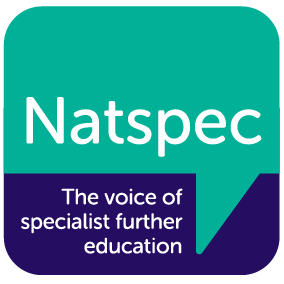 Natspec
The voice of
specialist further
education